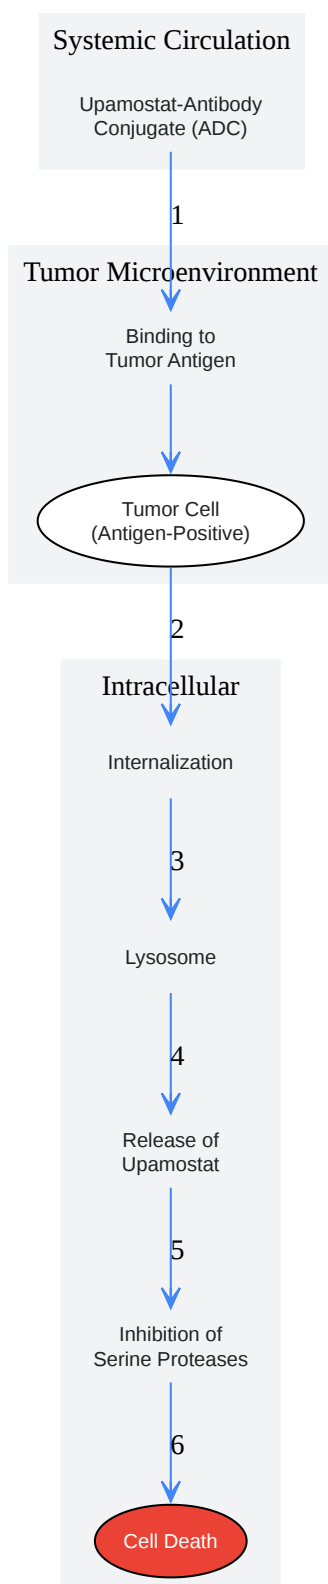 Systemic Circulation
Upamostat-Antibody
Conjugate (ADC)
1
Tumor Microenvironment
Binding to
Tumor Antigen
Tumor Cell
(Antigen-Positive)
2
Intracellular
Internalization
3
Lysosome
4
Release of
Upamostat
5
Inhibition of
Serine Proteases
6
Cell Death